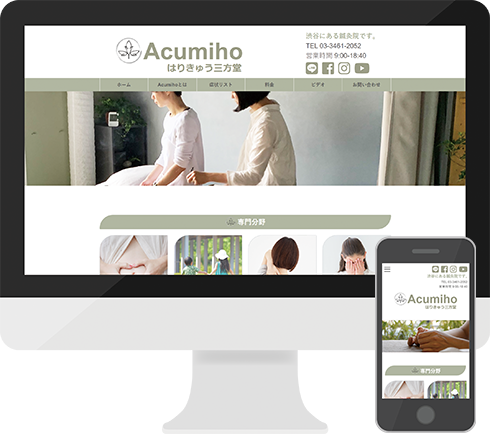 Acumiho
はりきゅう三方堂
渋谷にある鍼灸院です。
TEL 03-3461-2052
営業時間 9:00-18:40
ホーム Acumihoとは 症状リスト 料金 ビデオ お問い合わせ
専門分野
渋谷にある鍼灸院です。
TEL 03-3461-2052
営業時間 9:00-18:40
Acumiho
はりきゅう三方堂
専門分野